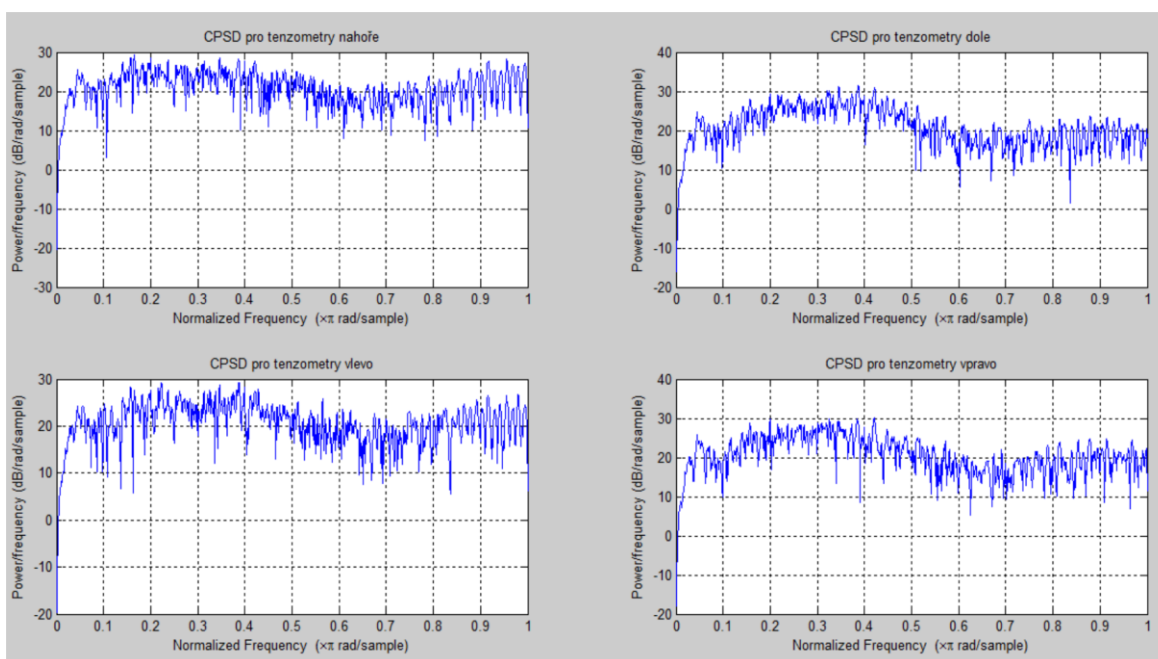 CPSD pro tenzometry nahoře
30
20
10
0
-10
-20
-30
Power/frequency (dB/rad/sample)
0 0.1 0.2 0.3 0.4 0.5 0.6 0.7 0.8 0.9 1
Normalized Frequency (×π rad/sample)
CPSD pro tenzometry dole
40
30
20
10
0
-10
-20
Power/frequency (dB/rad/sample)
0 0.1 0.2 0.3 0.4 0.5 0.6 0.7 0.8 0.9 1
Normalized Frequency (×π rad/sample)
CPSD pro tenzometry vlevo
30
20
10
0
-10
-20
Power/frequency (dB/rad/sample)
0 0.1 0.2 0.3 0.4 0.5 0.6 0.7 0.8 0.9 1
Normalized Frequency (×π rad/sample)
CPSD pro tenzometry vpravo
40
30
20
10
0
-10
-20
Power/frequency (dB/rad/sample)
0 0.1 0.2 0.3 0.4 0.5 0.6 0.7 0.8 0.9 1
Normalized Frequency (×π rad/sample)